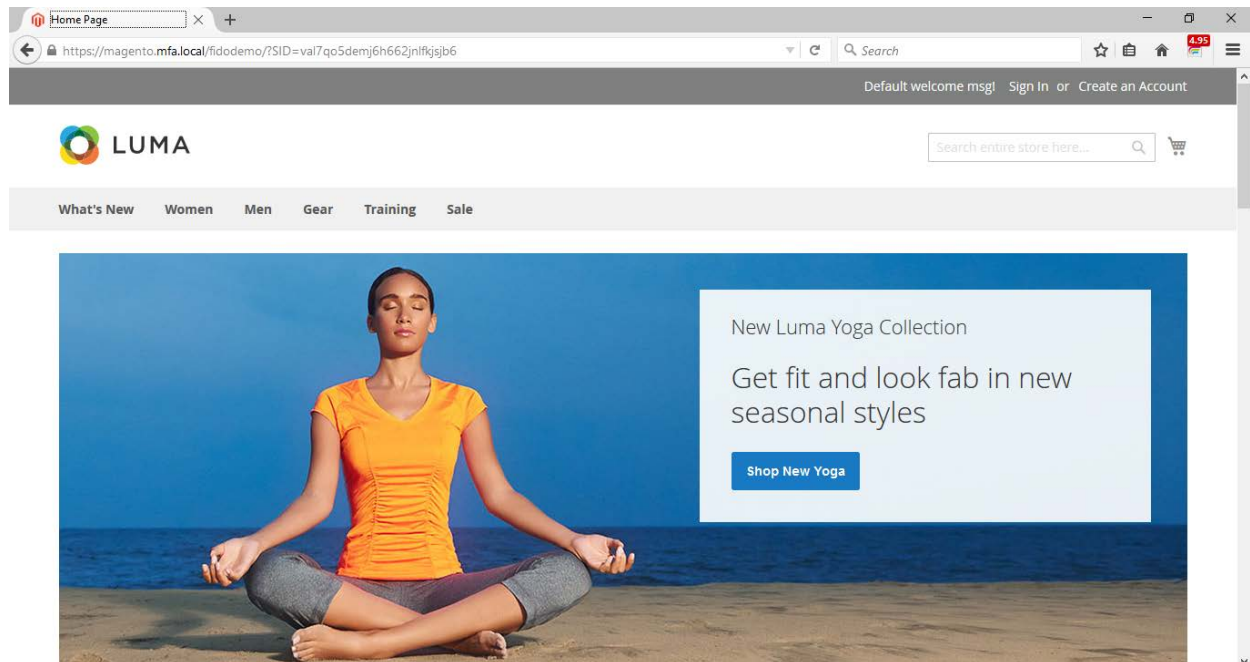 Home Page
https://magento.mfa.local/fidodemo/?SID=val7qo5demj6h662jnlfkjsjb6
Search
4.95
Default welcome msg! Sign In or Create an Account
LUMA
Search entire store here...
What's New Women Men Gear Training Sale
New Luma Yoga Collection
Get fit and look fab in new
seasonal styles
Shop New Yoga